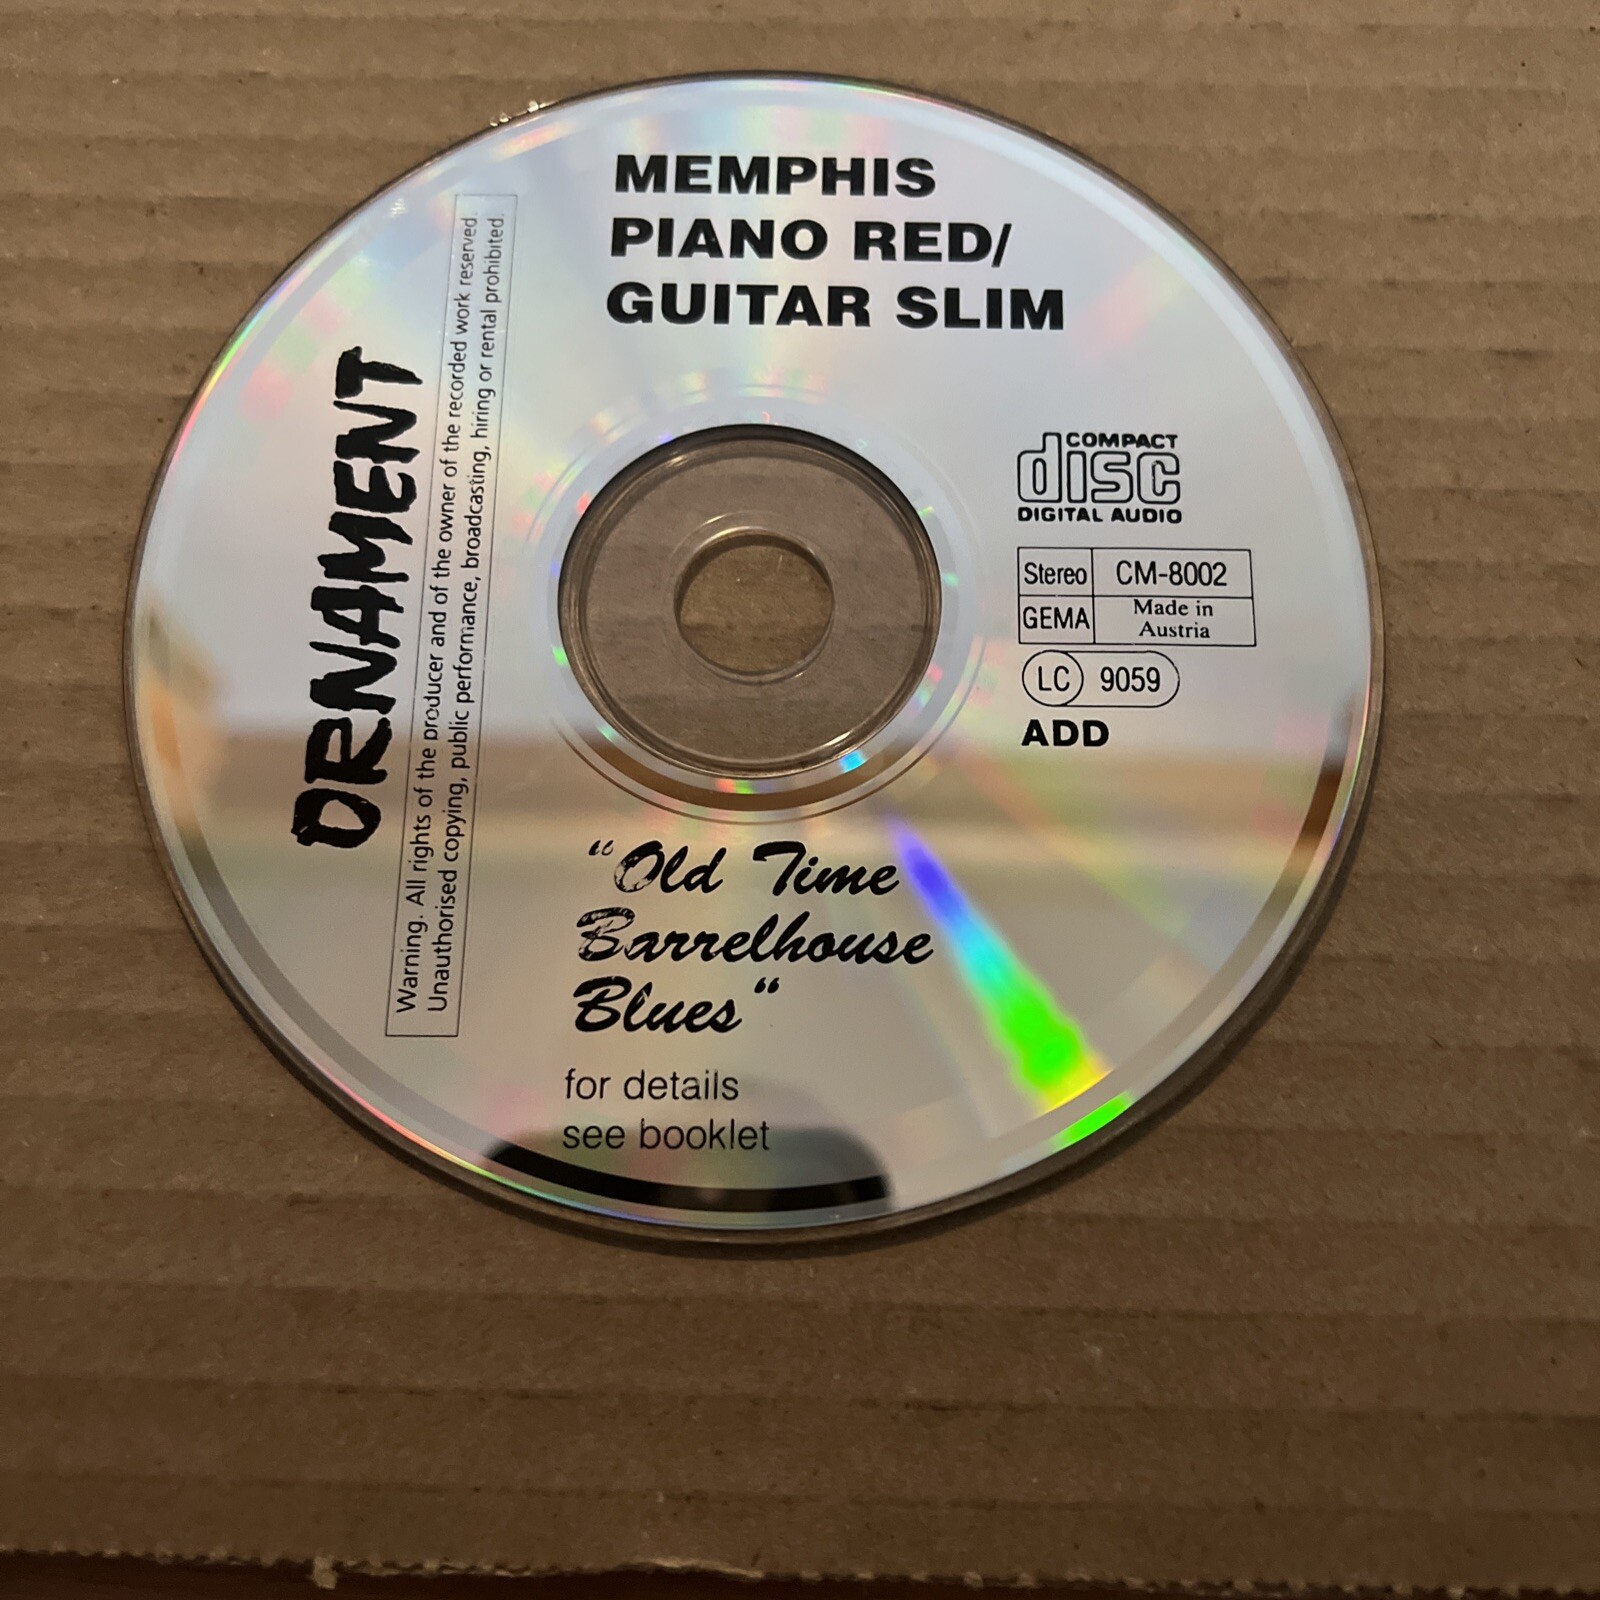 MEMPHIS
PIANO RED/
GUITAR SLIM
ORNAMENT
Warning. All rights of the producer and of the owner of the recorded work reserved.
Unauthorised copying, public performance, broadcasting, hiring or rental prohibited.
COMPACT
disc
DIGITAL AUDIO
Stereo CM-8002
GEMA Made in
Austria
LC 9059
ADD
"Old Time
Barrelhouse
Blues"
for details
see booklet